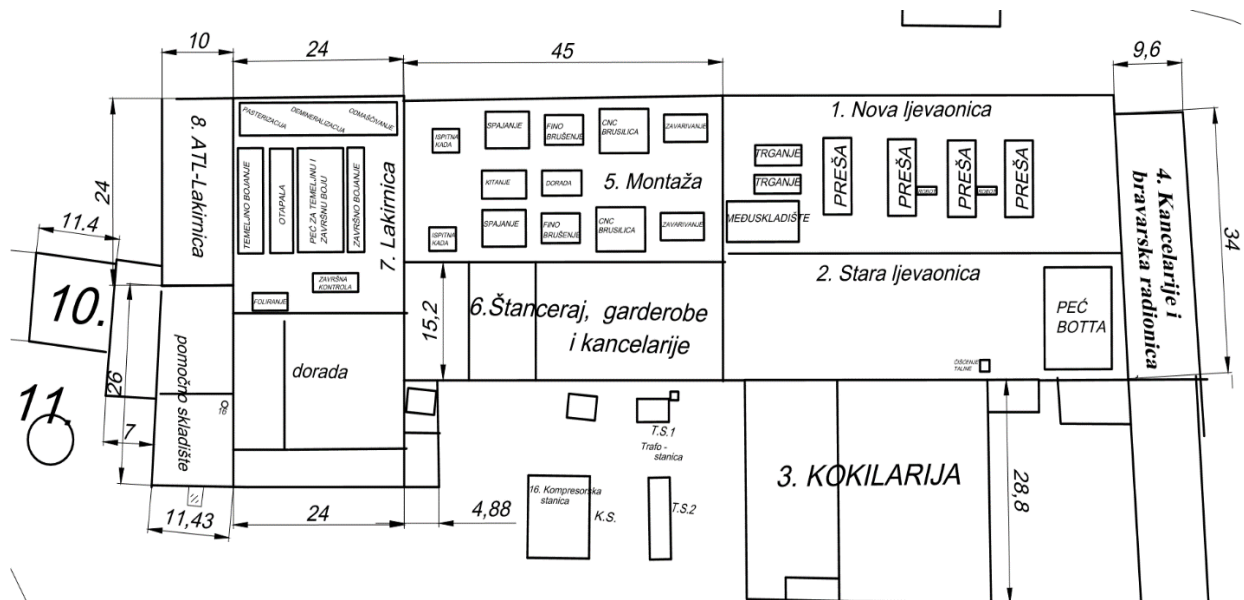 10
24
45
9,6
8. ATL-Lakirnica
24
PASTERIZACIJA
DEMINERALIZACIJA
ODMAŠĆIVANJE
TEMELJNO BOJANJE
OTAPALA
PEĆ ZA TEMELJNU I
ZAVRŠNU BOJU
ZAVRŠNO BOJANJE
7. Lakirnica
ZAVRŠNA
KONTROLA
FOLIRANJE
ISPITNA
KADA
SPAJANJE
FINO
BRUŠENJE
CNC
BRUSILICA
ZAVARIVANJE
KITANJE
DORADA
5. Montaža
ISPITNA
KADA
SPAJANJE
FINO
BRUŠENJE
CNC
BRUSILICA
ZAVARIVANJE
1. Nova ljevaonica
TRGANJE
TRGANJE
MEĐUSKLADIŠTE
PREŠA
PREŠA
ROBOT
PREŠA
ROBOT
PREŠA
4. Kancelarije i
bravarska radionica
34
2. Stara ljevaonica
PEĆ
BOTTA
ČIŠĆENJE
TALINE
11.4
10.
11.
26
7
pomoćno skladište
16
11,43
dorada
24
15,2
6.Štanceraj, garderobe
i kancelarije
4,88
16. Kompresorska
stanica
K.S.
T.S.1
Trafo -
stanica
T.S.2
3. KOKILARIJA
28,8